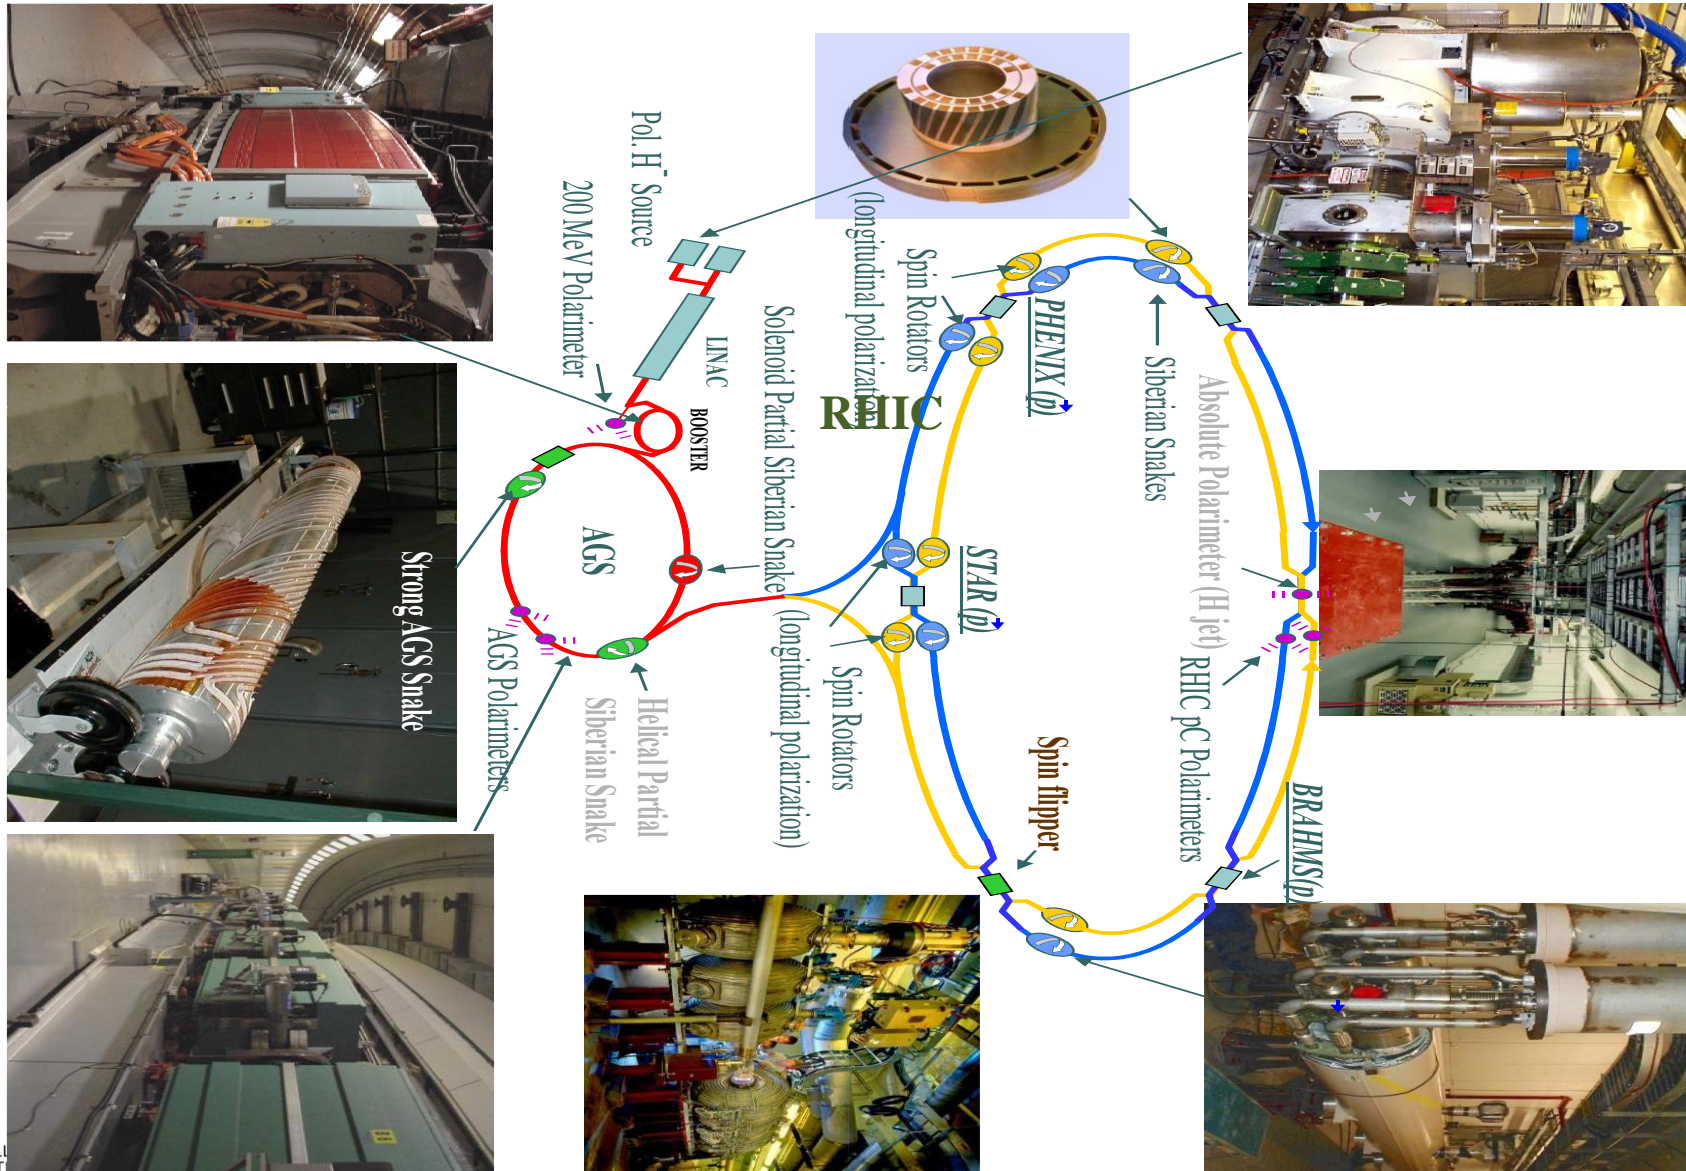 Absolute Polarimeter (H jet)
RHIC pC Polarimeters
BRAHMS(p
Siberian Snakes
PHENIX (p)
STAR (p)
Spin flipper
Spin Rotators
(longitudinal polarization)
RHIC
Spin Rotators
(longitudinal polarization)
Solenoid Partial Siberian Snake
LINAC
BOOSTER
Pol. H⁻ Source
200 MeV Polarimeter
AGS
Helical Partial
Siberian Snake
AGS Polarimeters
Strong AGS Snake